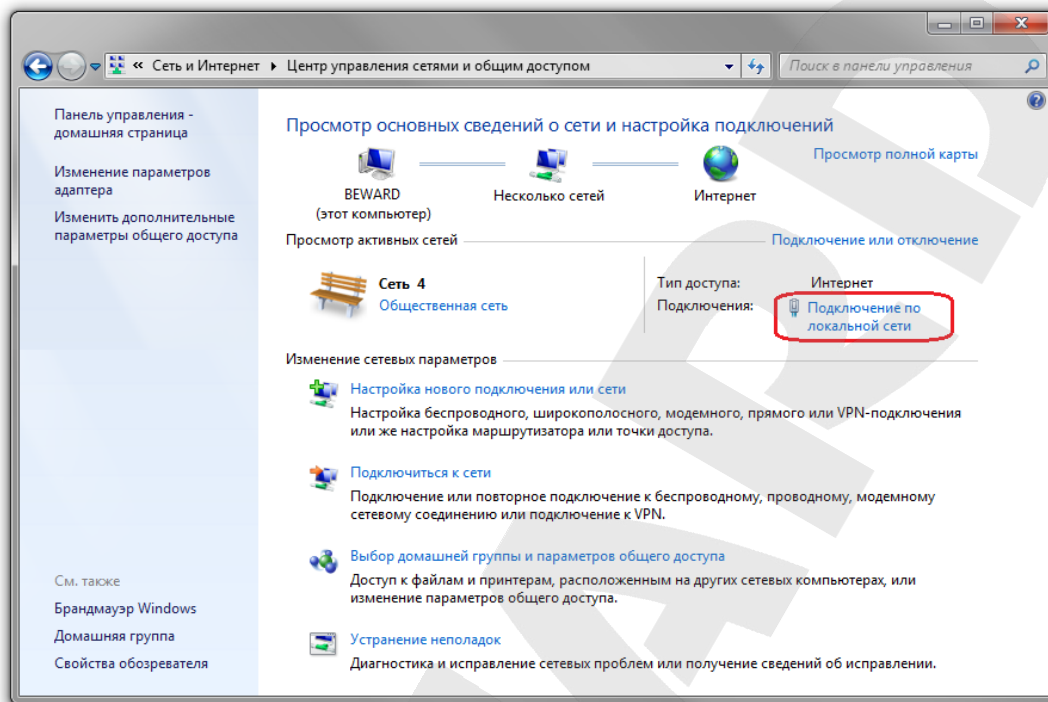 « Сеть и Интернет ▸ Центр управления сетями и общим доступом
Поиск в панели управления
Панель управления -
домашняя страница
Изменение параметров
адаптера
Изменить дополнительные
параметры общего доступа
Просмотр основных сведений о сети и настройка подключений
Просмотр полной карты
BEWARD
(этот компьютер)
Несколько сетей
Интернет
Просмотр активных сетей
Подключение или отключение
Сеть 4
Общественная сеть
Тип доступа: Интернет
Подключения: Подключение по
локальной сети
Изменение сетевых параметров
Настройка нового подключения или сети
Настройка беспроводного, широкополосного, модемного, прямого или VPN-подключения
или же настройка маршрутизатора или точки доступа.
Подключиться к сети
Подключение или повторное подключение к беспроводному, проводному, модемному
сетевому соединению или подключение к VPN.
Выбор домашней группы и параметров общего доступа
Доступ к файлам и принтерам, расположенным на других сетевых компьютерах, или
изменение параметров общего доступа.
Устранение неполадок
Диагностика и исправление сетевых проблем или получение сведений об исправлении.
См. также
Брандмауэр Windows
Домашняя группа
Свойства обозревателя